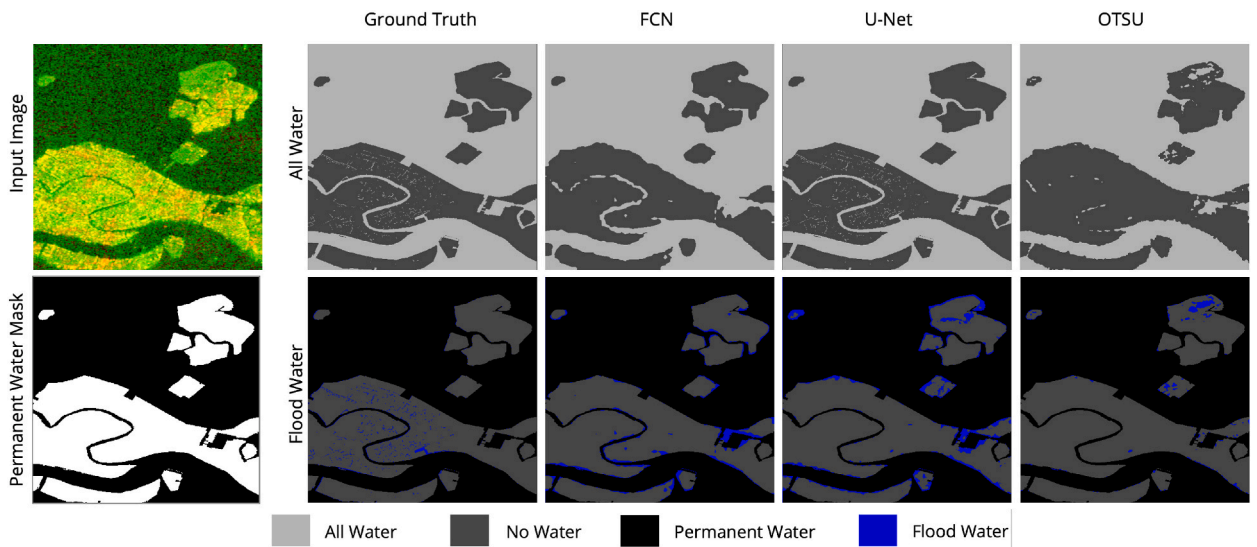 Ground Truth
FCN
U-Net
OTSU
Input Image
All Water
Permanent Water Mask
Flood Water
All Water
No Water
Permanent Water
Flood Water